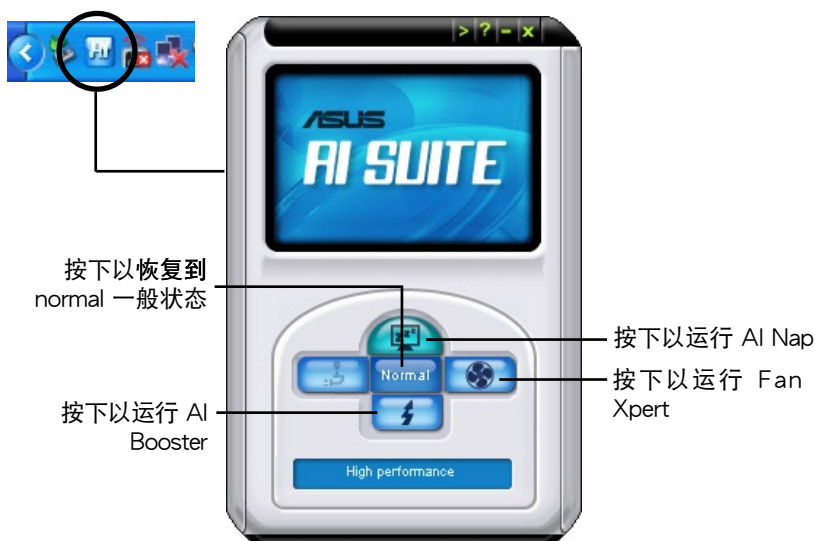 > ? - x
ASUS
AI SUITE
按下以恢复到
normal 一般状态
按下以运行 AI Nap
Normal
按下以运行 Fan
Xpert
按下以运行 AI
Booster
High performance